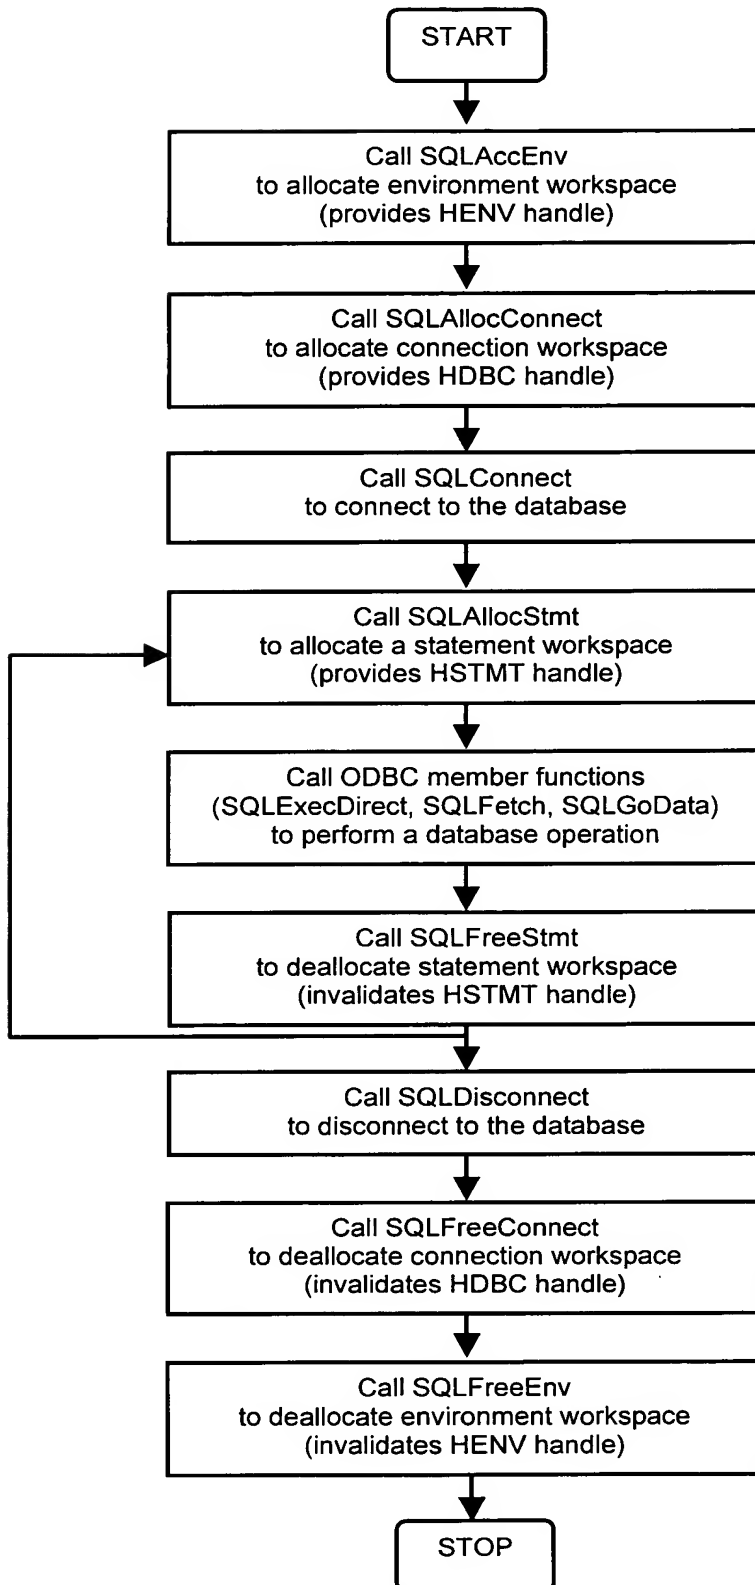 START
Call SQLAccEnv
to allocate environment workspace
(provides HENV handle)
Call SQLAllocConnect
to allocate connection workspace
(provides HDBC handle)
Call SQLConnect
to connect to the database
Call SQLAllocStmt
to allocate a statement workspace
(provides HSTMT handle)
Call ODBC member functions
(SQLExecDirect, SQLFetch, SQLGoData)
to perform a database operation
Call SQLFreeStmt
to deallocate statement workspace
(invalidates HSTMT handle)
Call SQLDisconnect
to disconnect to the database
Call SQLFreeConnect
to deallocate connection workspace
(invalidates HDBC handle)
Call SQLFreeEnv
to deallocate environment workspace
(invalidates HENV handle)
STOP